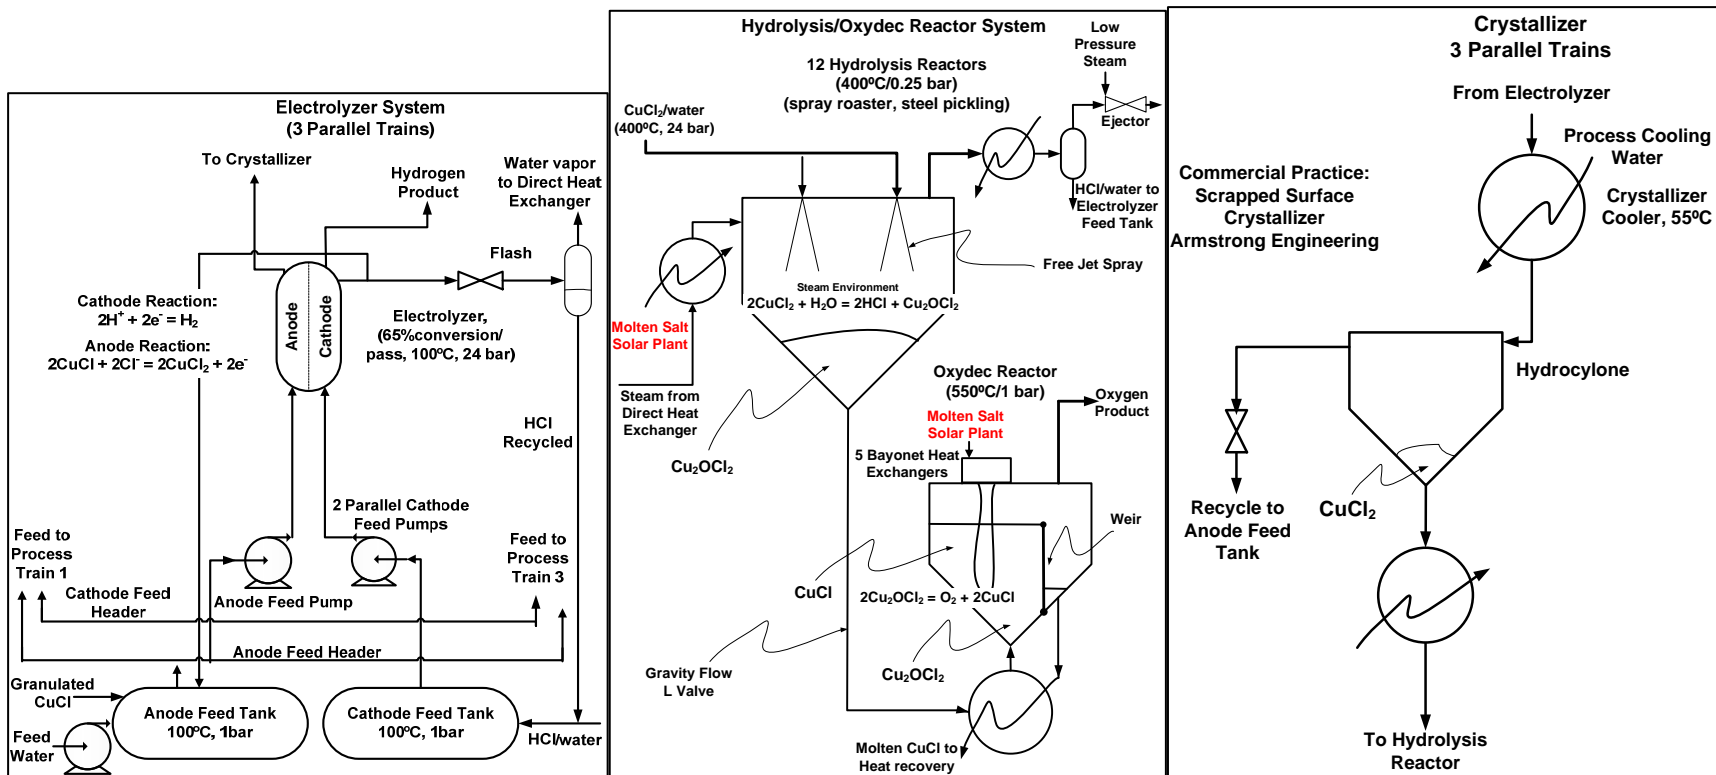 Electrolyzer System
(3 Parallel Trains)
To Crystallizer
Hydrogen
Product
Water vapor
to Direct Heat
Exchanger
Flash
Cathode Reaction:
2H⁺ + 2e⁻ = H₂
Anode Reaction:
2CuCl + 2Cl⁻ = 2CuCl₂ + 2e⁻
Anode
Cathode
Electrolyzer,
(65%conversion/
pass, 100ºC, 24 bar)
HCl
Recycled
2 Parallel Cathode
Feed Pumps
Feed to
Process
Train 1
Feed to
Process
Train 3
Cathode Feed
Header
Anode Feed Pump
Anode Feed Header
Granulated
CuCl
Feed
Water
Anode Feed Tank
100ºC, 1bar
Cathode Feed Tank
100ºC, 1bar
HCl/water
Hydrolysis/Oxydec Reactor System
12 Hydrolysis Reactors
(400ºC/0.25 bar)
(spray roaster, steel pickling)
Low
Pressure
Steam
CuCl₂/water
(400ºC, 24 bar)
Ejector
HCl/water to
Electrolyzer
Feed Tank
Free Jet Spray
Steam Environment
2CuCl₂ + H₂O = 2HCl + Cu₂OCl₂
Molten Salt
Solar Plant
Steam from
Direct Heat
Exchanger
Cu₂OCl₂
Oxydec Reactor
(550ºC/1 bar)
Molten Salt
Solar Plant
Oxygen
Product
5 Bayonet Heat
Exchangers
Weir
CuCl
2Cu₂OCl₂ = O₂ + 2CuCl
Gravity Flow
L Valve
Cu₂OCl₂
Molten CuCl to
Heat recovery
Crystallizer
3 Parallel Trains
From Electrolyzer
Process Cooling
Water
Commercial Practice:
Scrapped Surface
Crystallizer
Armstrong Engineering
Crystallizer
Cooler, 55ºC
Hydrocylone
CuCl₂
Recycle to
Anode Feed
Tank
To Hydrolysis
Reactor